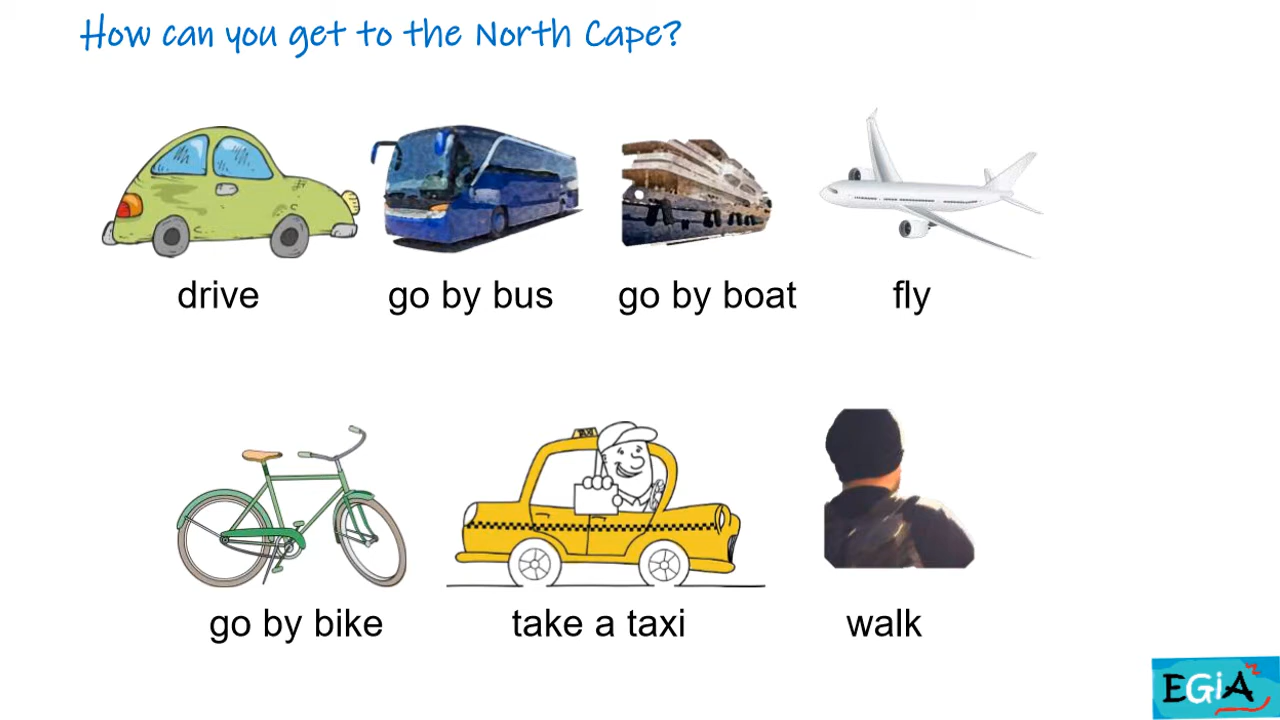 How can you get to the North Cape?
drive go by bus go by boat fly
TAXI
go by bike take a taxi walk
EGiA